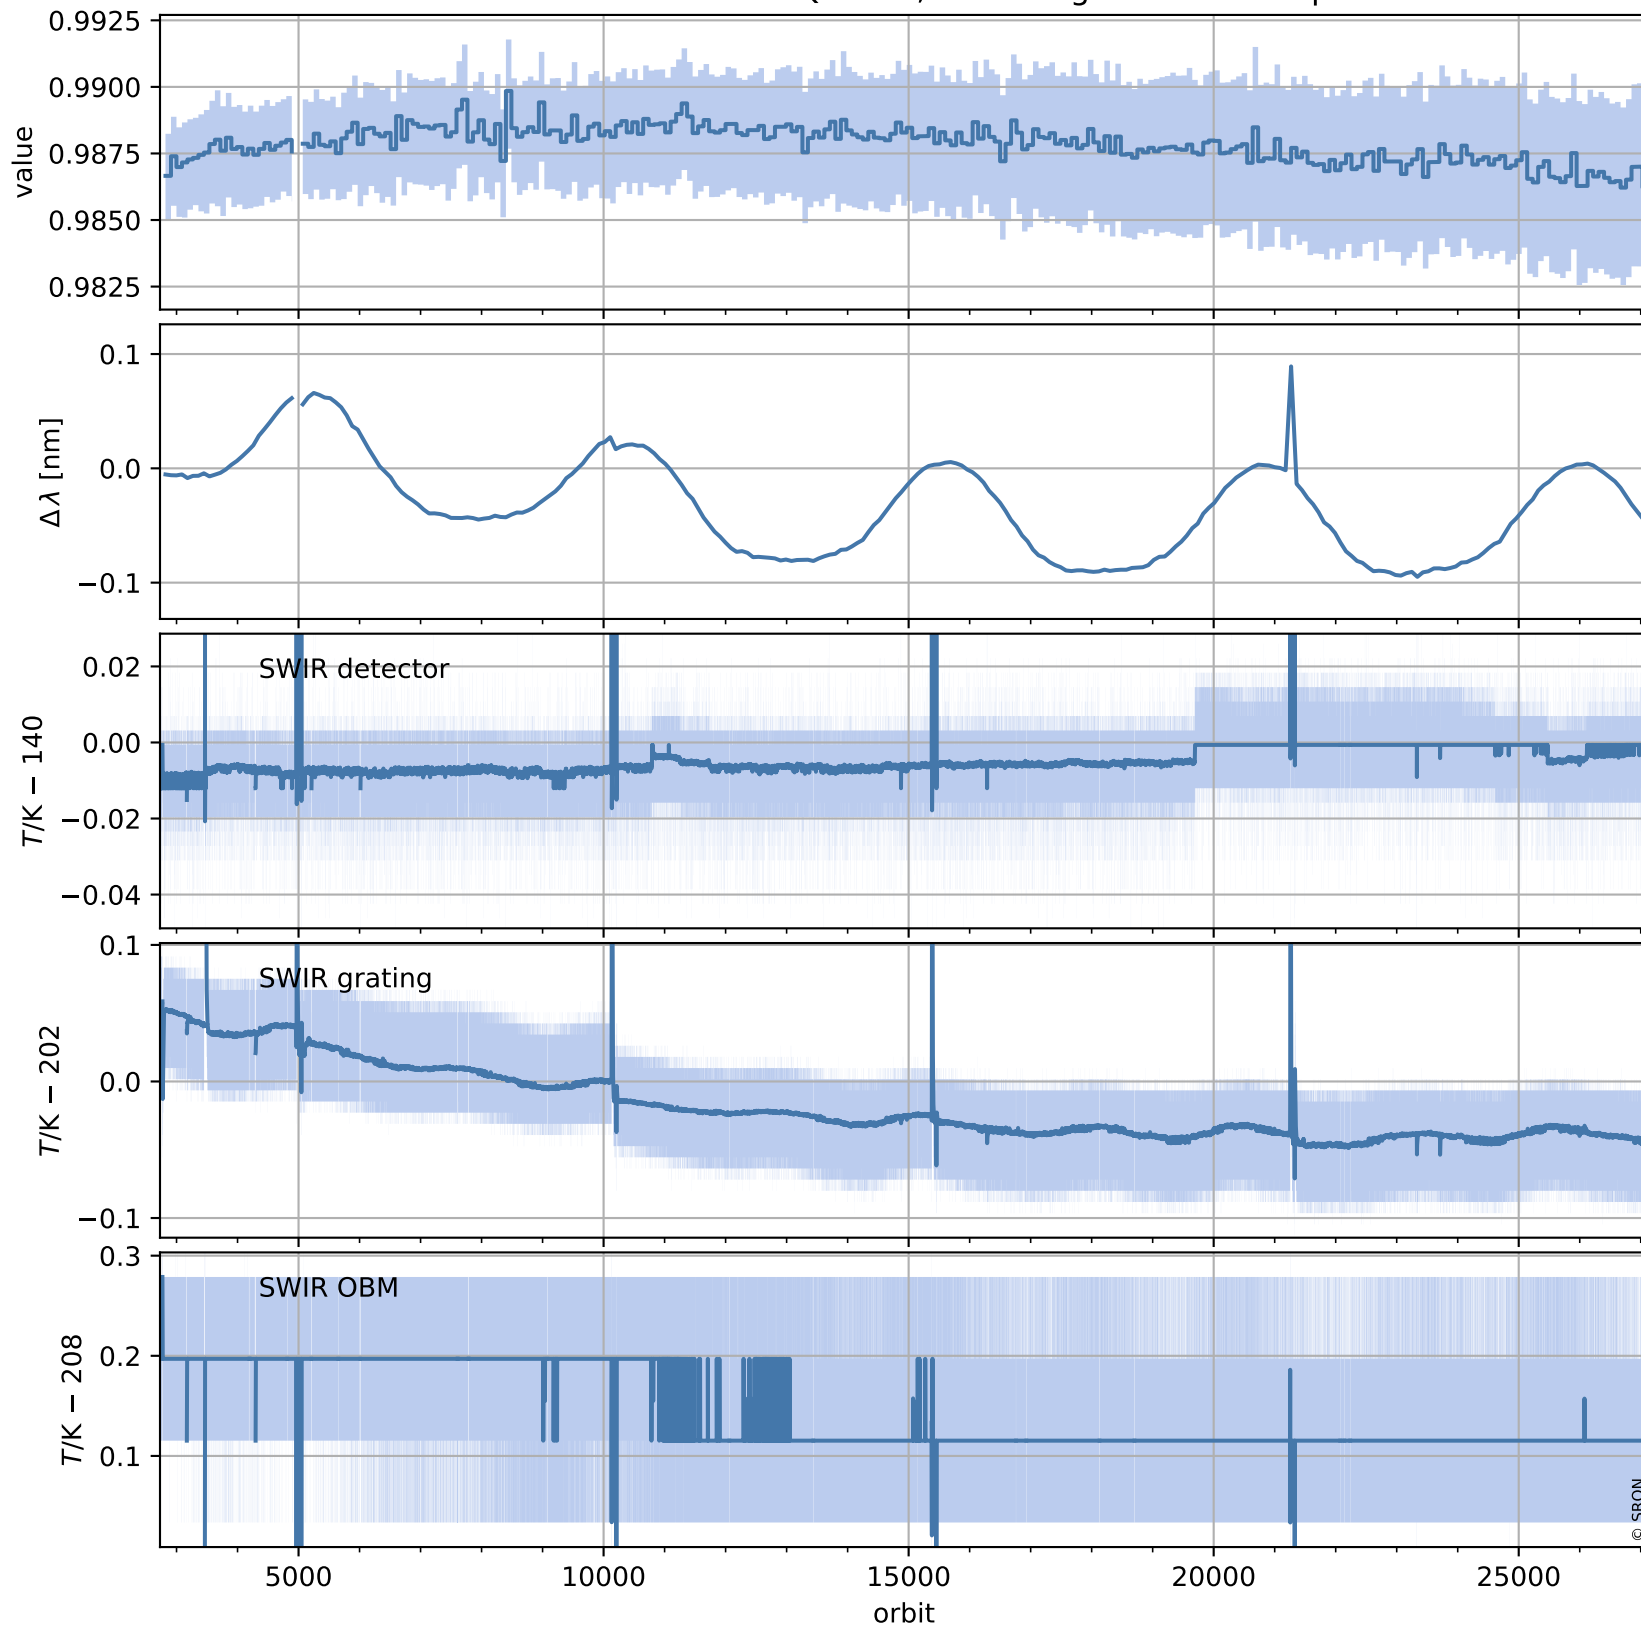 0.9925
0.9900
0.9875
0.9850
0.9825
value
0.1
0.0
−0.1
Δλ [nm]
SWIR detector
0.02
0.00
−0.02
−0.04
T/K − 140
SWIR grating
0.1
0.0
−0.1
T/K − 202
SWIR OBM
0.3
0.2
0.1
T/K − 208
© SRON
5000 10000 15000 20000 25000
orbit